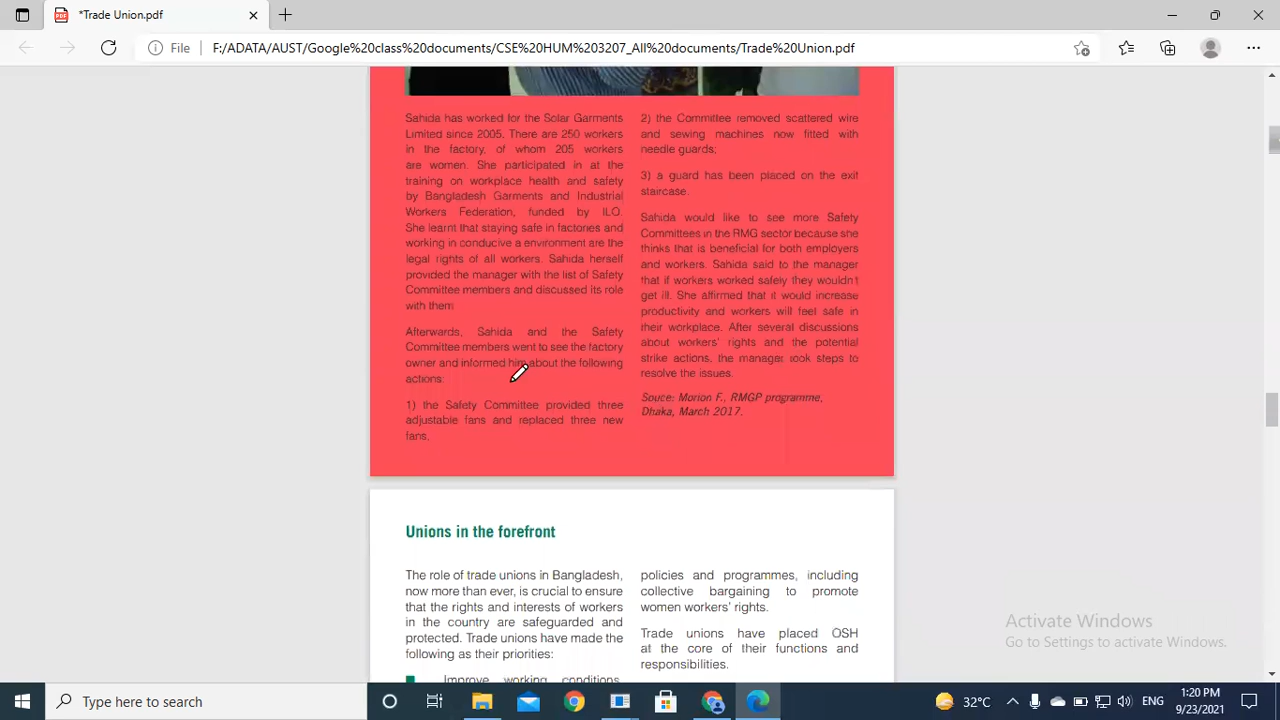 *Trade Union.pdf
File
F:/ADATA/AUST/Google%20class%20documents/CSE%20HUM%203207_All%20documents/Trade%20Union.pdf
Sahida has worked for the Solar Garments
Limited since 2005. There are 250 workers
in the factory, of whom 205 workers
are women. She participated in at the
training on workplace health and safety
by Bangladesh Garments and Industrial
Workers Federation, funded by ILO.
She learnt that staying safe in factories and
working in conducive a environment are the
legal rights of all workers. Sahida herself
provided the manager with the list of Safety
Committee members and discussed its role
with them
Afterwards, Sahida and the Safety
Committee members went to see the factory
owner and informed him about the following
actions:
1) the Safety Committee provided three
adjustable fans and replaced three new
fans,
2) the Committee removed scattered wire
and sewing machines now fitted with
needle guards;
3) a guard has been placed on the exit
staircase.
Sahida would like to see more Safety
Committees in the RMG sector because she
thinks that is beneficial for both employers
and workers. Sahida said to the manager
that if workers worked safely they wouldn't
get ill. She affirmed that it would increase
productivity and workers will feel safe in
their workplace. After several discussions
about workers' rights and the potential
strike actions, the manager took steps to
resolve the issues.
Souce: Morion F., RMGP programme,
Dhaka, March 2017.
Unions in the forefront
The role of trade unions in Bangladesh,
now more than ever, is crucial to ensure
that the rights and interests of workers
in the country are safeguarded and
protected. Trade unions have made the
following as their priorities:
Improve working conditions,
policies and programmes, including
collective bargaining to promote
women workers' rights.
Trade unions have placed OSH
at the core of their functions and
responsibilities.
Activate Windows
Go to Settings to activate Windows.
Type here to search
32°C
ENG
1:20 PM
9/23/2021